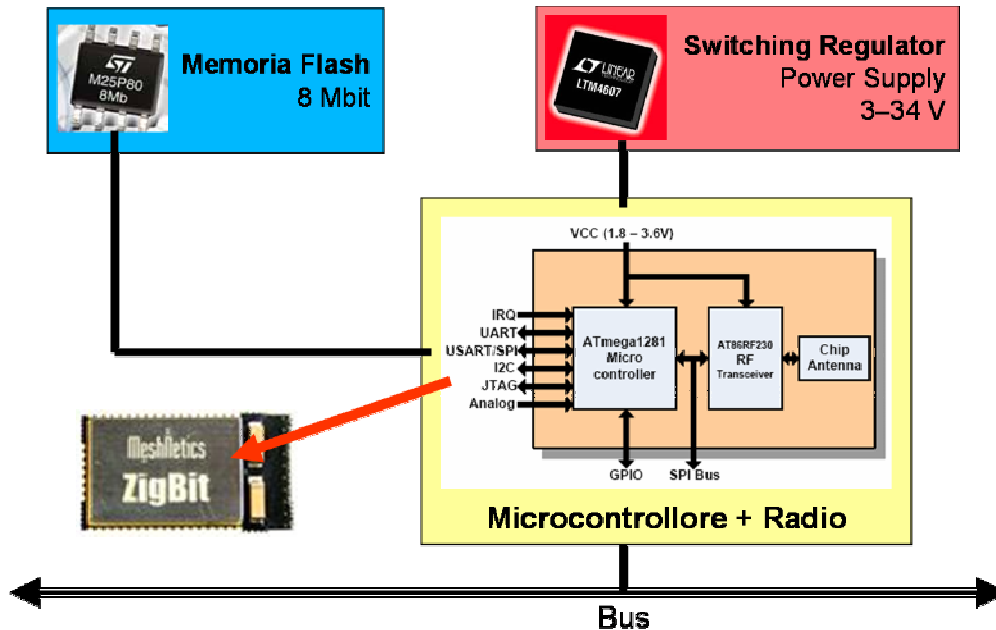 M25P80
8Mb
Memoria Flash
8 Mbit
LINEAR
LTM4607
Switching Regulator
Power Supply
3–34 V
VCC (1.8 – 3.6V)
IRQ
UART
USART/SPI
I2C
JTAG
Analog
ATmega1281
Micro
controller
AT86RF230
RF
Transceiver
Chip
Antenna
GPIO
SPI Bus
MeshNetics
ZigBit
Microcontrollore + Radio
Bus